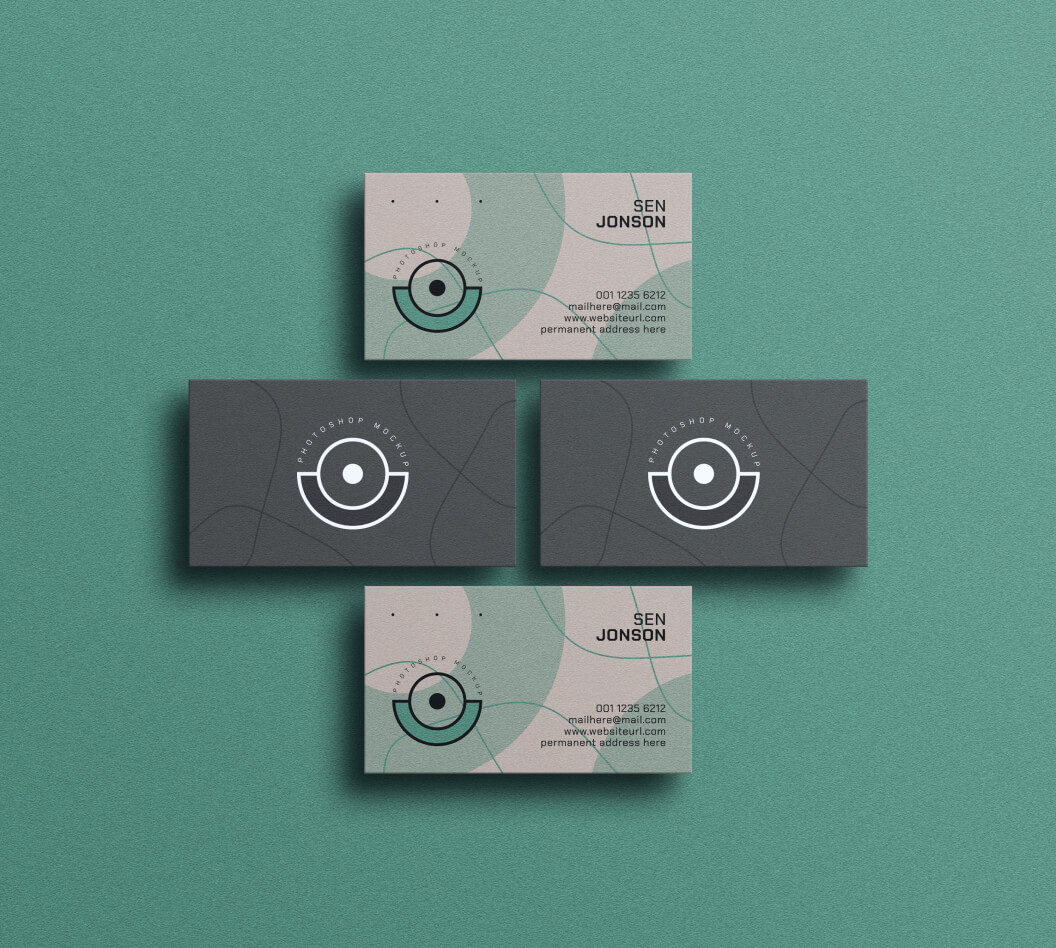 SEN
JONSON
PHOTOSHOP MOCKUP
001 1235 6212
mailhere@mail.com
www.websiteurl.com
permanent address here
PHOTOSHOP MOCKUP
PHOTOSHOP MOCKUP
SEN
JONSON
PHOTOSHOP MOCKUP
001 1235 6212
mailhere@mail.com
www.websiteurl.com
permanent address here